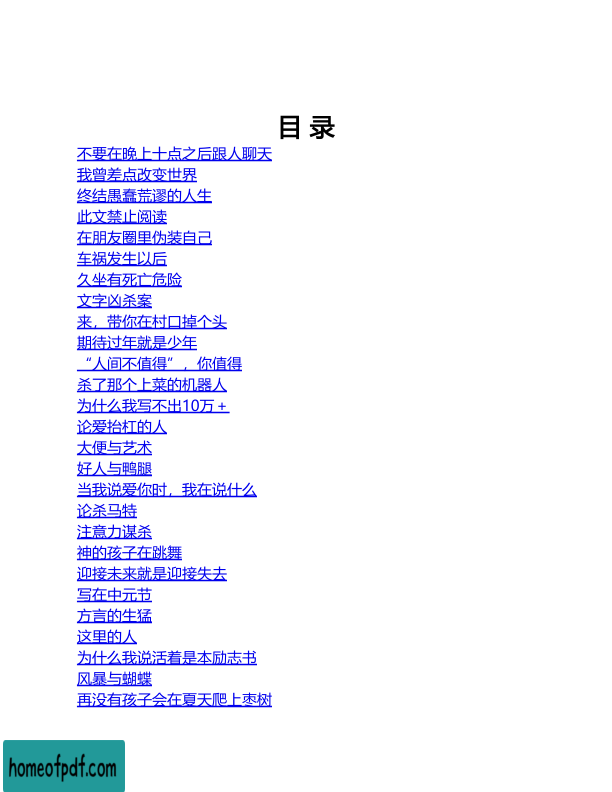 目 录
不要在晚上十点之后跟人聊天
我曾差点改变世界
终结愚蠢荒谬的人生
此文禁止阅读
在朋友圈里伪装自己
车祸发生以后
久坐有死亡危险
文字凶杀案
来，带你在村口掉个头
期待过年就是少年
“人间不值得”，你值得
杀了那个上菜的机器人
为什么我写不出10万＋
论爱抬杠的人
大便与艺术
好人与鸭腿
当我说爱你时，我在说什么
论杀马特
注意力谋杀
神的孩子在跳舞
迎接未来就是迎接失去
写在中元节
方言的生猛
这里的人
为什么我说活着是本励志书
风暴与蝴蝶
再没有孩子会在夏天爬上枣树
homeofpdf.com